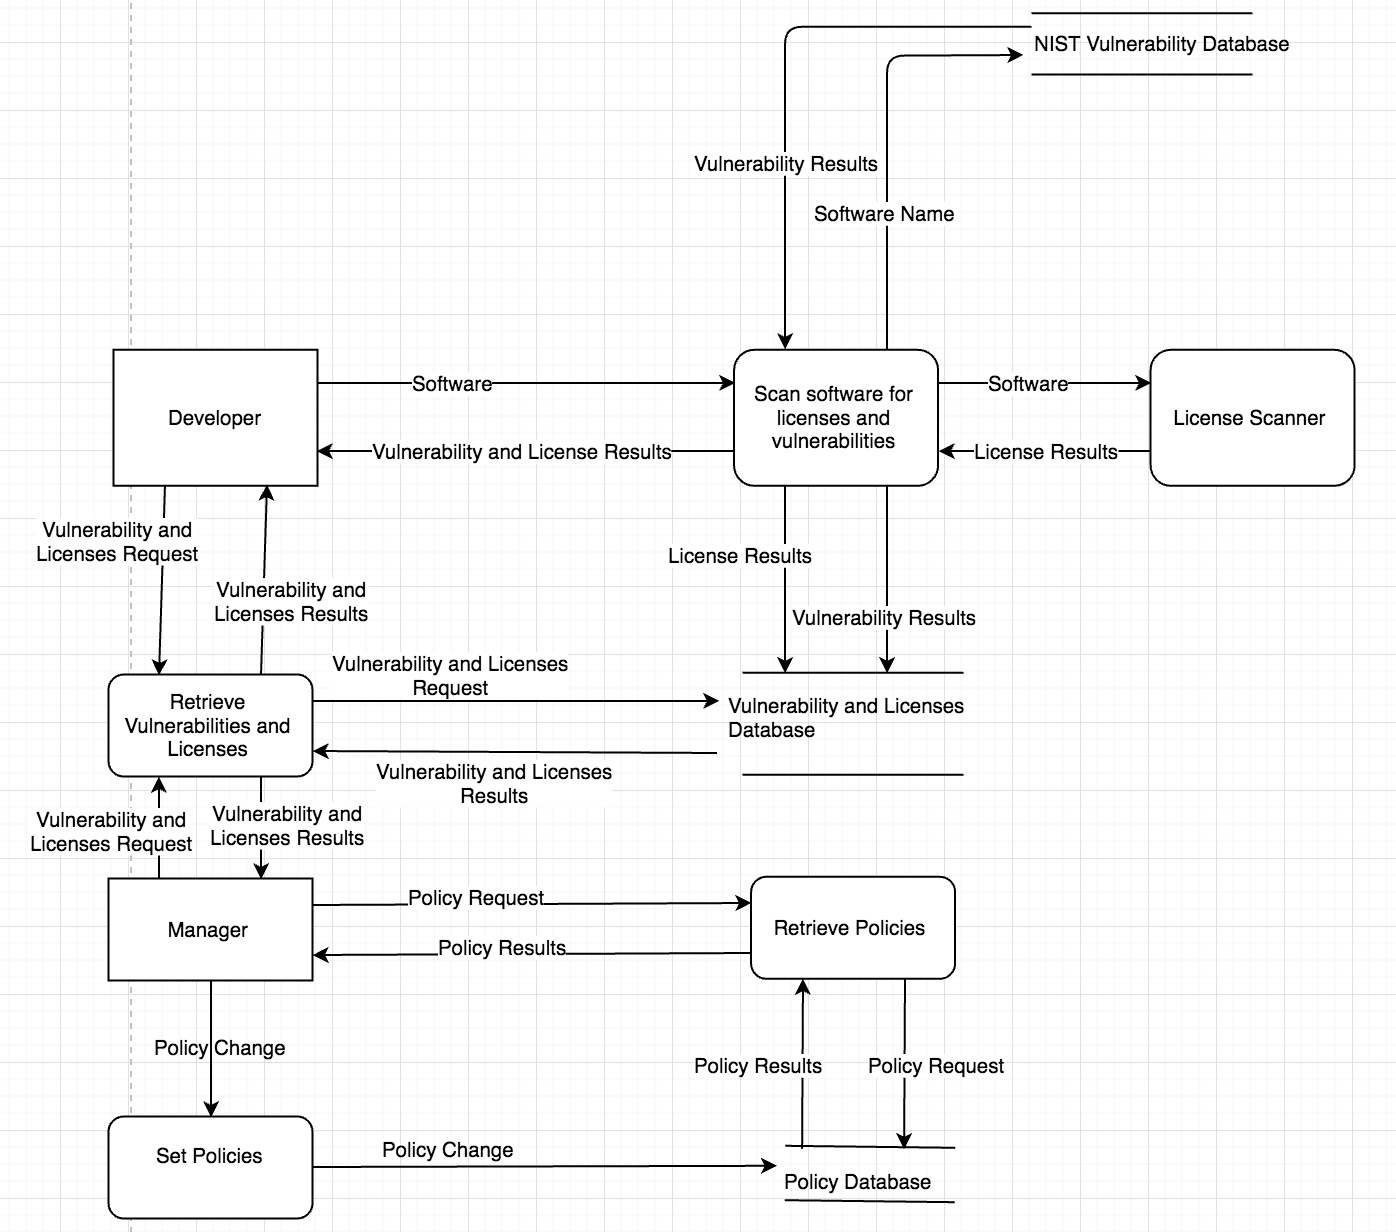 NIST Vulnerability Database
Vulnerability Results
Software Name
Developer
Software
Vulnerability and License Results
Scan software for
licenses and
vulnerabilities
Software
License Results
License Scanner
Vulnerability and
Licenses Request
Vulnerability and
Licenses Results
License Results
Vulnerability Results
Retrieve
Vulnerabilities and
Licenses
Vulnerability and Licenses
Request
Vulnerability and Licenses
Results
Vulnerability and Licenses
Database
Vulnerability and
Licenses Request
Vulnerability and
Licenses Results
Manager
Policy Request
Policy Results
Retrieve Policies
Policy Change
Policy Results
Policy Request
Set Policies
Policy Change
Policy Database